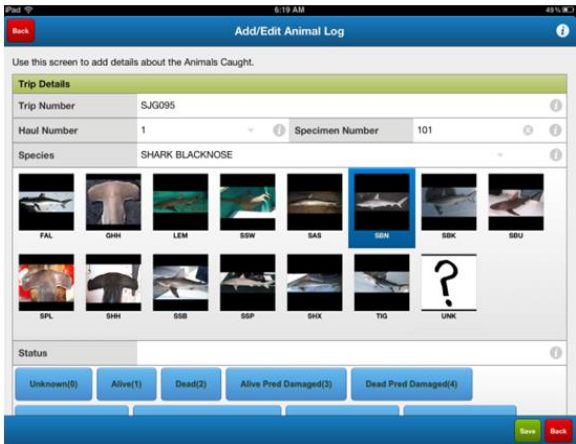 iPad 6:19 AM 49%
Back Add/Edit Animal Log
Use this screen to add details about the Animals Caught.
Trip Details
Trip Number SJG095
Haul Number 1 Specimen Number 101
Species SHARK BLACKNOSE
FAL GHH LEM SSW SAS SBN SBK SBU
SPL SHH SSB SSP SHX TIG UNK
Status
Unknown(0) Alive(1) Dead(2) Alive Pred Damaged(3) Dead Pred Damaged(4)
Save Back